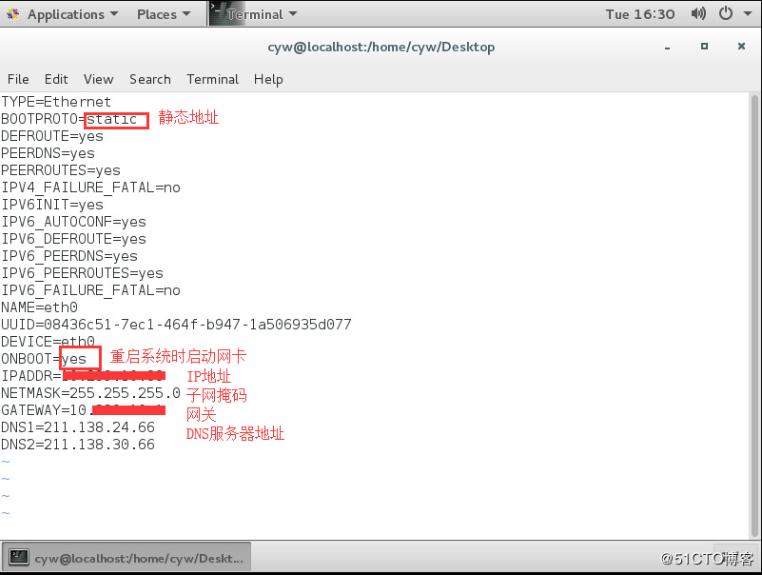 Applications Places Terminal Tue 16:30
cyw@localhost:/home/cyw/Desktop
File Edit View Search Terminal Help
TYPE=Ethernet
BOOTPROTO=static 静态地址
DEFROUTE=yes
PEERDNS=yes
PEERROUTES=yes
IPV4_FAILURE_FATAL=no
IPV6INIT=yes
IPV6_AUTOCONF=yes
IPV6_DEFROUTE=yes
IPV6_PEERDNS=yes
IPV6_PEERROUTES=yes
IPV6_FAILURE_FATAL=no
NAME=eth0
UUID=08436c51-7ec1-464f-b947-1a506935d077
DEVICE=eth0
ONBOOT=yes 重启系统时启动网卡
IPADDR= IP地址
NETMASK=255.255.255.0 子网掩码
GATEWAY=10. 网关
DNS1=211.138.24.66 DNS服务器地址
DNS2=211.138.30.66
~
~
~
~
cyw@localhost:/home/cyw/Deskt...
@51CTO博客